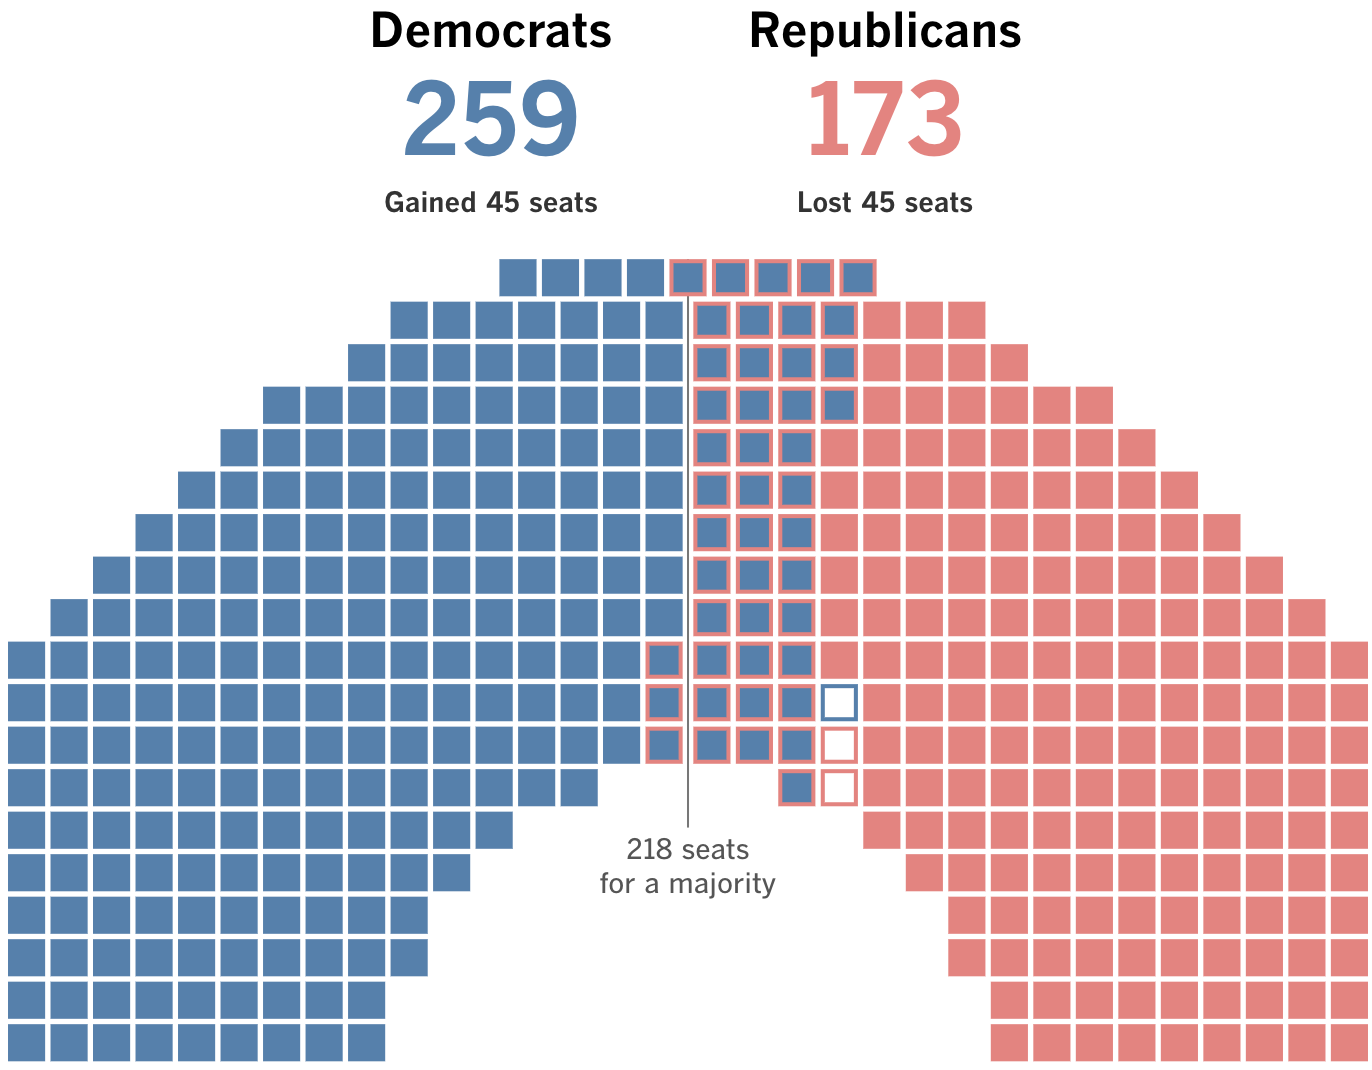 Democrats
Republicans
259
173
Gained 45 seats
Lost 45 seats
218 seats
for a majority